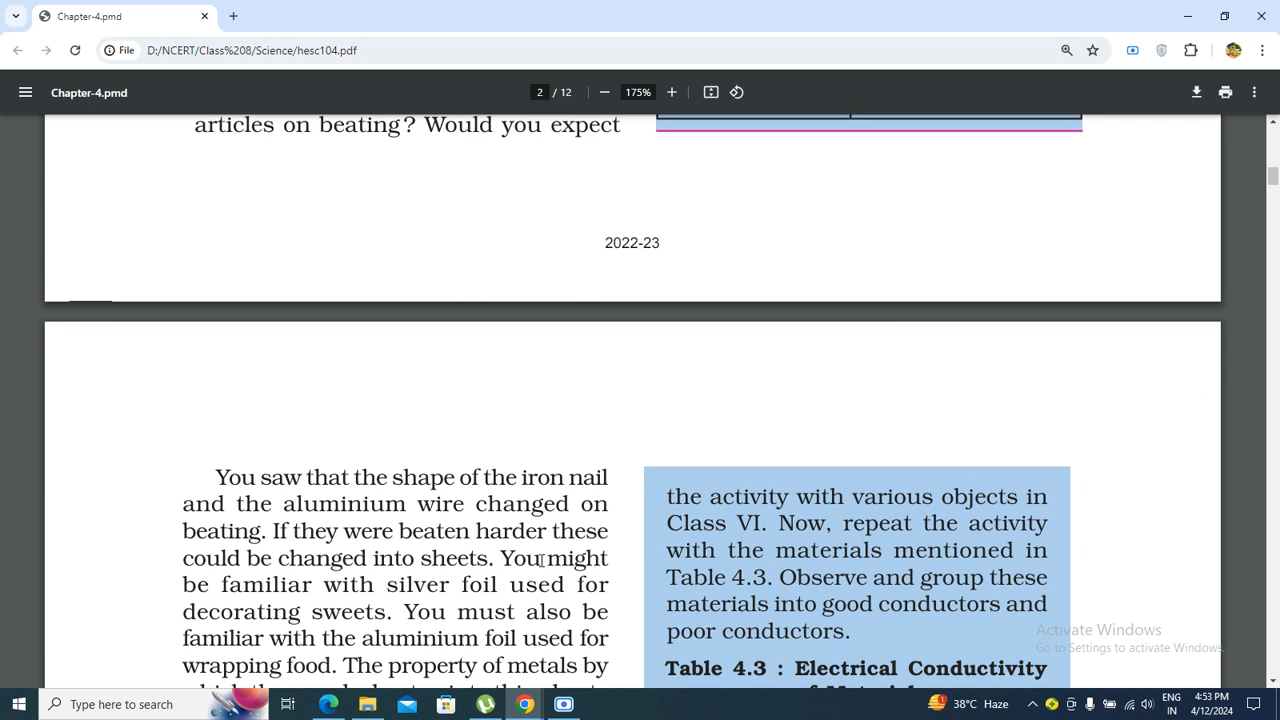 Chapter-4.pmd
File
D:/NCERT/Class%208/Science/hesc104.pdf
Chapter-4.pmd
2 / 12
175%
articles on beating? Would you expect
2022-23
You saw that the shape of the iron nail
and the aluminium wire changed on
beating. If they were beaten harder these
could be changed into sheets. You might
be familiar with silver foil used for
decorating sweets. You must also be
familiar with the aluminium foil used for
wrapping food. The property of metals by
the activity with various objects in
Class VI. Now, repeat the activity
with the materials mentioned in
Table 4.3. Observe and group these
materials into good conductors and
poor conductors.
Table 4.3 : Electrical Conductivity
Activate Windows
Go to Settings to activate Windows.
Type here to search
38°C Haze
ENG
IN
4:53 PM
4/12/2024